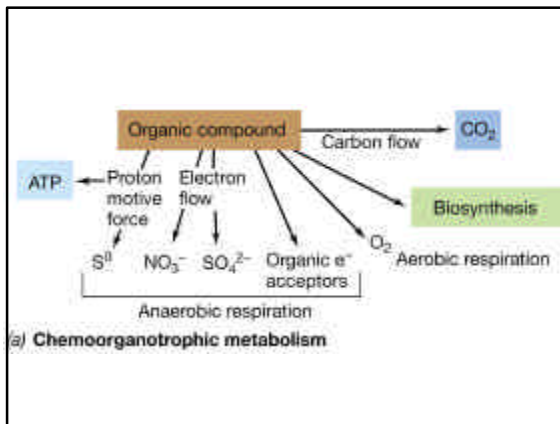 Organic compound
CO₂
Carbon flow
ATP
Proton motive force
Electron flow
Biosynthesis
S⁰
NO₃⁻
SO₄²⁻
Organic e⁻ acceptors
O₂
Aerobic respiration
Anaerobic respiration
(a) Chemoorganotrophic metabolism